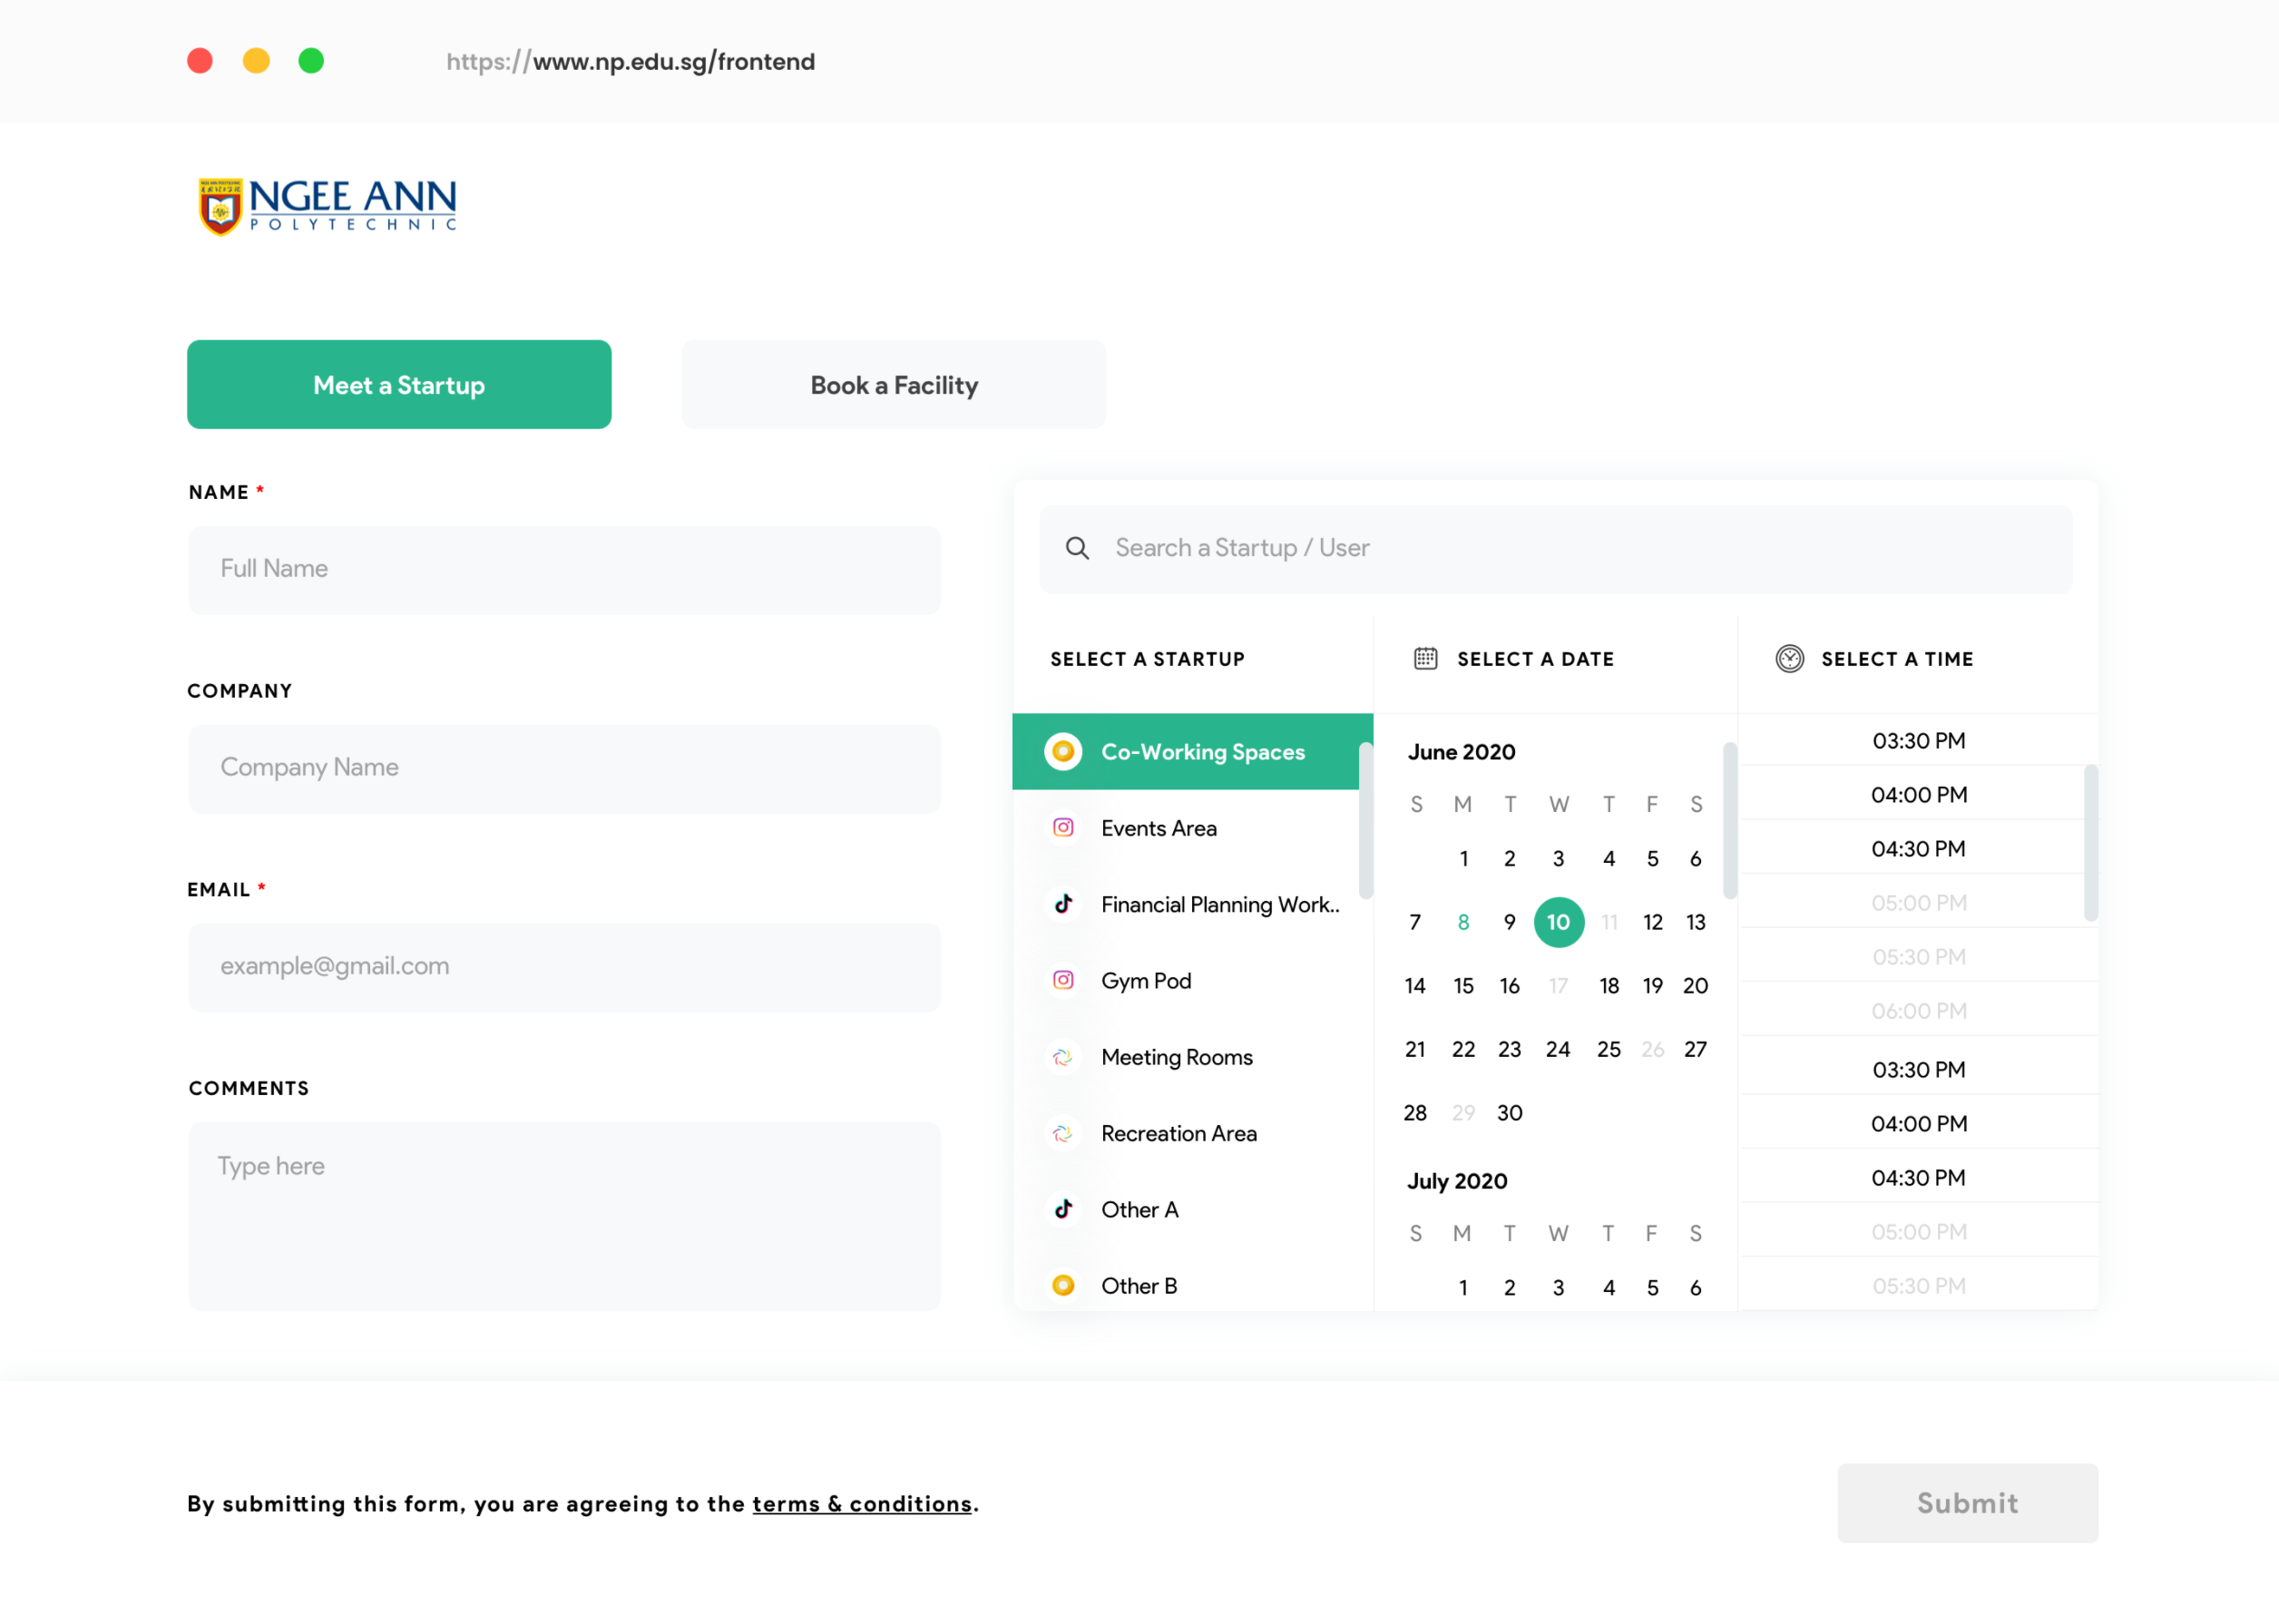 https://www.np.edu.sg/frontend
NGEE ANN
POLYTECHNIC
Meet a Startup
Book a Facility
NAME *
Full Name
COMPANY
Company Name
EMAIL *
example@gmail.com
COMMENTS
Type here
Search a Startup / User
SELECT A STARTUP
Co-Working Spaces
Events Area
Financial Planning Work..
Gym Pod
Meeting Rooms
Recreation Area
Other A
Other B
SELECT A DATE
June 2020
S M T W T F S
1 2 3 4 5 6
7 8 9 10 11 12 13
14 15 16 17 18 19 20
21 22 23 24 25 26 27
28 29 30
July 2020
S M T W T F S
1 2 3 4 5 6
SELECT A TIME
03:30 PM
04:00 PM
04:30 PM
05:00 PM
05:30 PM
06:00 PM
03:30 PM
04:00 PM
04:30 PM
05:00 PM
05:30 PM
By submitting this form, you are agreeing to the terms & conditions.
Submit